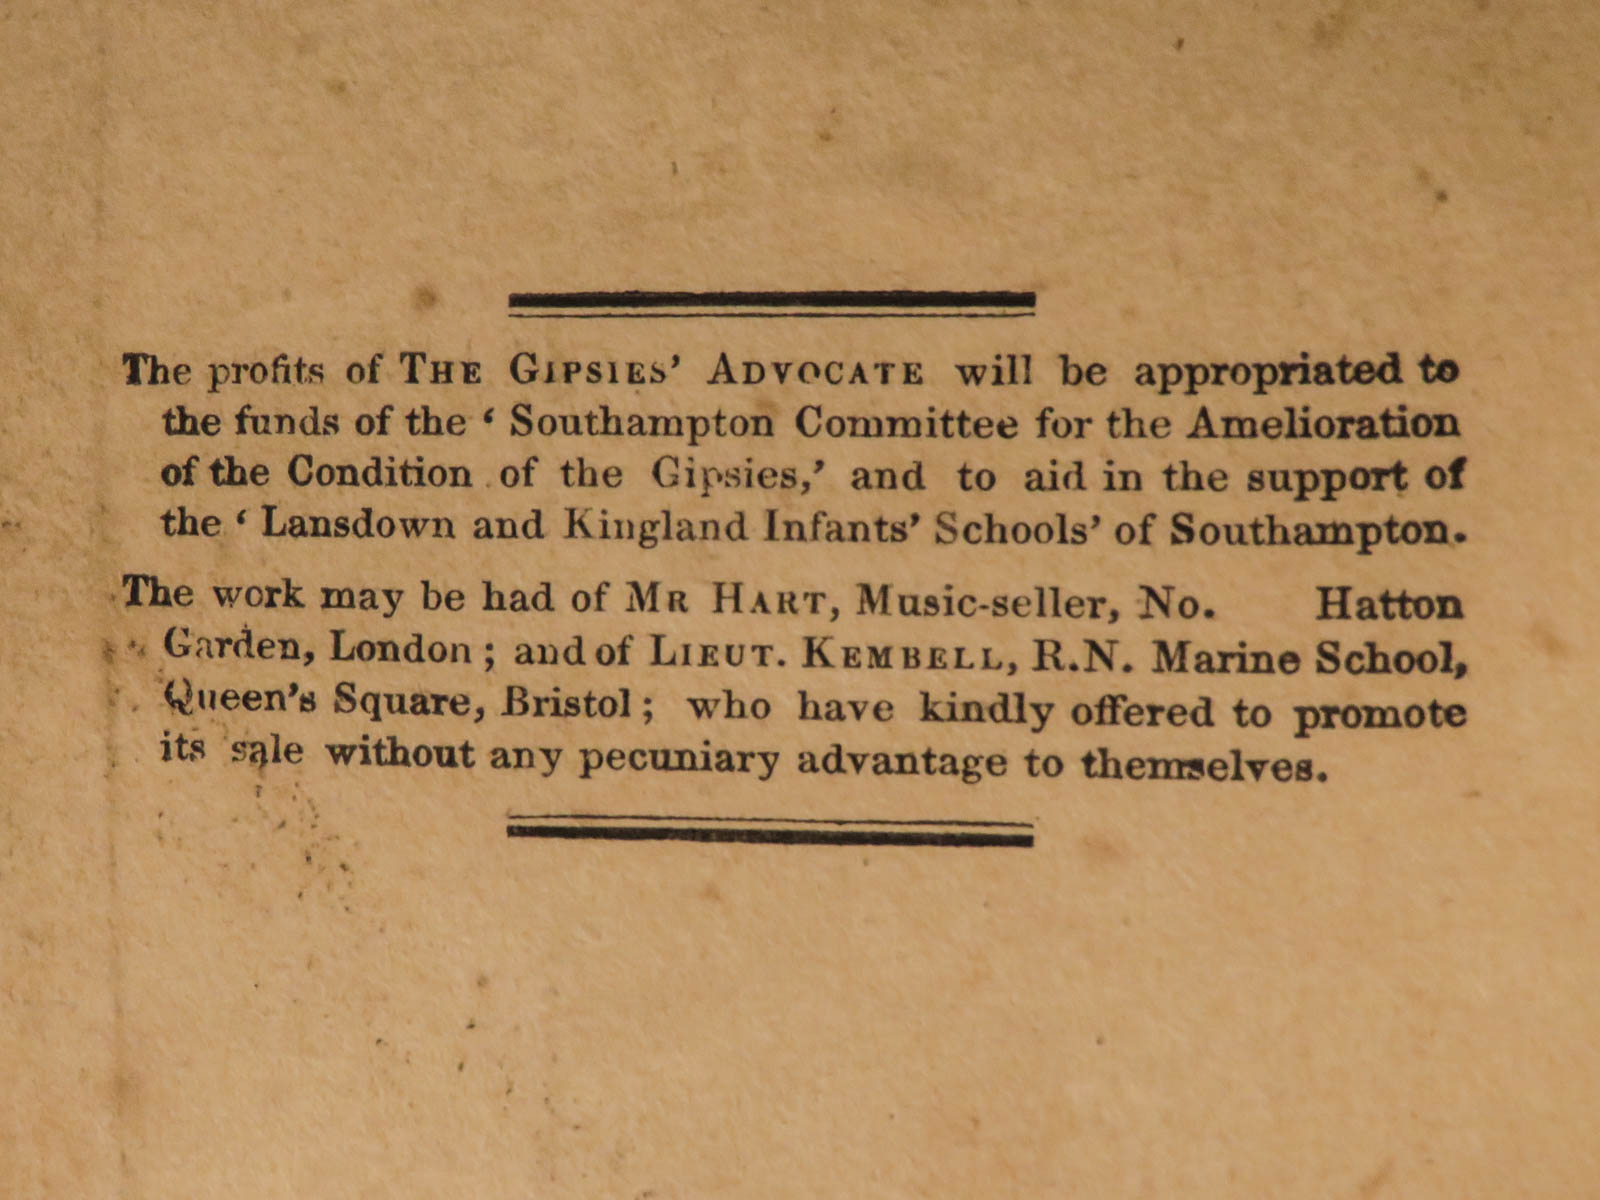 The profits of THE GIPSIES' ADVOCATE will be appropriated to
the funds of the ‘ Southampton Committee for the Amelioration
of the Condition of the Gipsies,’ and to aid in the support of
the ‘ Lansdown and Kingland Infants’ Schools’ of Southampton.
The work may be had of MR HART, Music-seller, No. Hatton
Garden, London ; and of LIEUT. KEMBELL, R.N. Marine School,
Queen’s Square, Bristol ; who have kindly offered to promote
its sale without any pecuniary advantage to themselves.